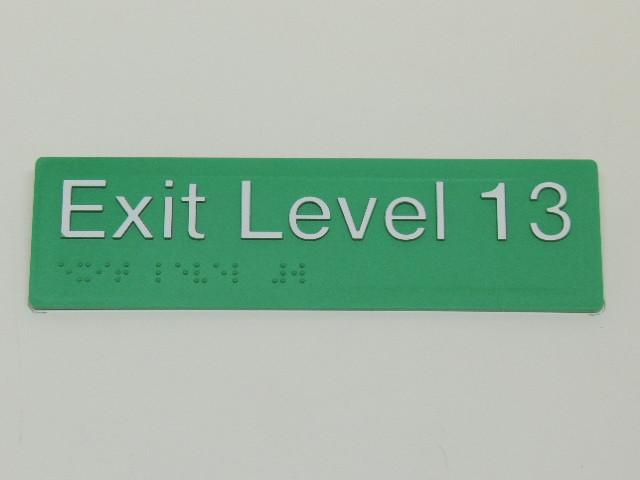 Exit Level 13
⠑⠭⠊⠞ ⠇⠑⠧⠑⠇ ⠼⠁⠉